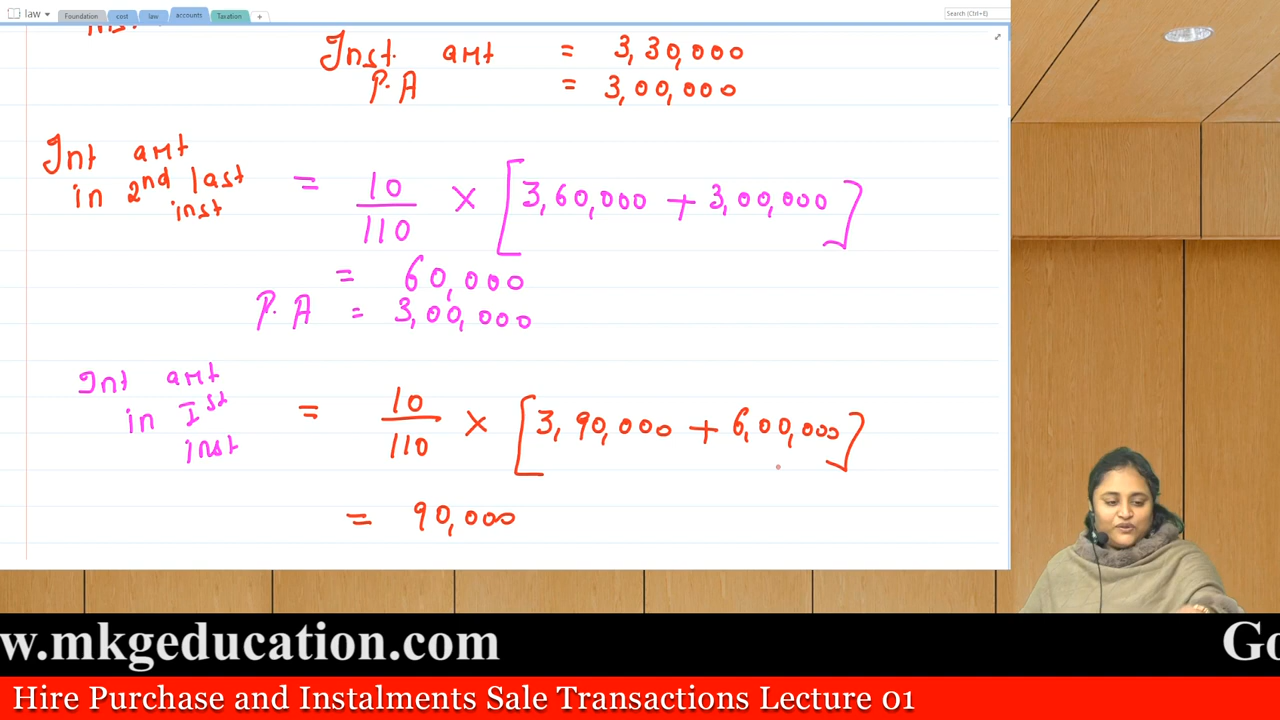 law
Foundation cost law accounts Taxation +
Search (Ctrl+E)
Inst. amt = 3,30,000
P.A = 3,00,000
Int amt in 2nd last inst = 10/110 × [3,60,000 + 3,00,000]
= 60,000
P.A = 3,00,000
Int amt in Ist inst = 10/110 × [3,90,000 + 6,00,000]
= 90,000
w.mkgeducation.com Go
Hire Purchase and Instalments Sale Transactions Lecture 01